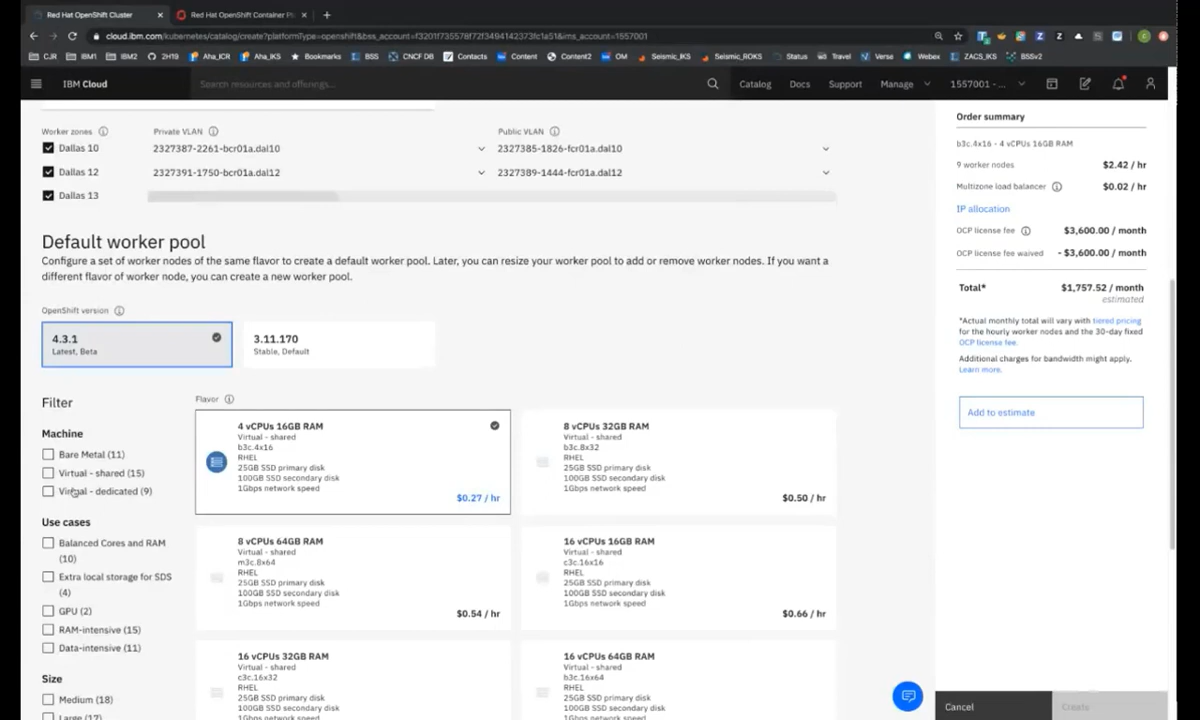 Red Hat OpenShift Cluster
Red Hat OpenShift Container Pl
cloud.ibm.com/kubernetes/catalog/create?platformType=openshift&bss_account=f3201f735578f72f3494142373fc1a51&ims_account=1557001
CJR IBM1 IBM2 2H19 Aha_ICR Aha_IKS Bookmarks BSS CNCF DB Contacts Content Content2 OM Seismic_IKS Seismic_ROKS Status Travel Verse Webex ZACS_IKS BSSv2
IBM Cloud
Search resources and offerings...
Catalog Docs Support Manage 1557001 - ...
Worker zones Private VLAN Public VLAN
Dallas 10 2327387-2261-bcr01a.dal10 2327385-1826-fcr01a.dal10
Dallas 12 2327391-1750-bcr01a.dal12 2327389-1444-fcr01a.dal12
Dallas 13
Default worker pool
Configure a set of worker nodes of the same flavor to create a default worker pool. Later, you can resize your worker pool to add or remove worker nodes. If you want a
different flavor of worker node, you can create a new worker pool.
OpenShift version
4.3.1
Latest, Beta
3.11.170
Stable, Default
Filter
Machine
Bare Metal (11)
Virtual - shared (15)
Virtual - dedicated (9)
Use cases
Balanced Cores and RAM
(10)
Extra local storage for SDS
(4)
GPU (2)
RAM-intensive (15)
Data-intensive (11)
Size
Medium (18)
Large (17)
Flavor
4 vCPUs 16GB RAM
Virtual - shared
b3c.4x16
RHEL
25GB SSD primary disk
100GB SSD secondary disk
1Gbps network speed
$0.27 / hr
8 vCPUs 32GB RAM
Virtual - shared
b3c.8x32
RHEL
25GB SSD primary disk
100GB SSD secondary disk
1Gbps network speed
$0.50 / hr
8 vCPUs 64GB RAM
Virtual - shared
m3c.8x64
RHEL
25GB SSD primary disk
100GB SSD secondary disk
1Gbps network speed
$0.54 / hr
16 vCPUs 16GB RAM
Virtual - shared
c3c.16x16
RHEL
25GB SSD primary disk
100GB SSD secondary disk
1Gbps network speed
$0.66 / hr
16 vCPUs 32GB RAM
Virtual - shared
c3c.16x32
RHEL
25GB SSD primary disk
100GB SSD secondary disk
1Gbps network speed
16 vCPUs 64GB RAM
Virtual - shared
b3c.16x64
RHEL
25GB SSD primary disk
100GB SSD secondary disk
1Gbps network speed
Order summary
b3c.4x16 - 4 vCPUs 16GB RAM
9 worker nodes $2.42 / hr
Multizone load balancer $0.02 / hr
IP allocation
OCP license fee $3,600.00 / month
OCP license fee waived - $3,600.00 / month
Total* $1,757.52 / month
estimated
*Actual monthly total will vary with tiered pricing
for the hourly worker nodes and the 30-day fixed
OCP license fee.
Additional charges for bandwidth might apply.
Learn more.
Add to estimate
Cancel
Create